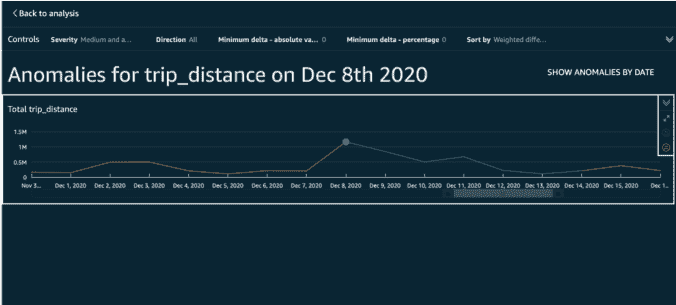 < Back to analysis
Controls Severity Medium and a... Direction All Minimum delta - absolute va... 0 Minimum delta - percentage 0 Sort by Weighted diffe...
Anomalies for trip_distance on Dec 8th 2020 SHOW ANOMALIES BY DATE
Total trip_distance
1.5M
1M
0.5M
0
Nov 3... Dec 1, 2020 Dec 2, 2020 Dec 3, 2020 Dec 4, 2020 Dec 5, 2020 Dec 6, 2020 Dec 7, 2020 Dec 8, 2020 Dec 9, 2020 Dec 10, 2020 Dec 11, 2020 Dec 12, 2020 Dec 13, 2020 Dec 14, 2020 Dec 15, 2020 Dec 1...